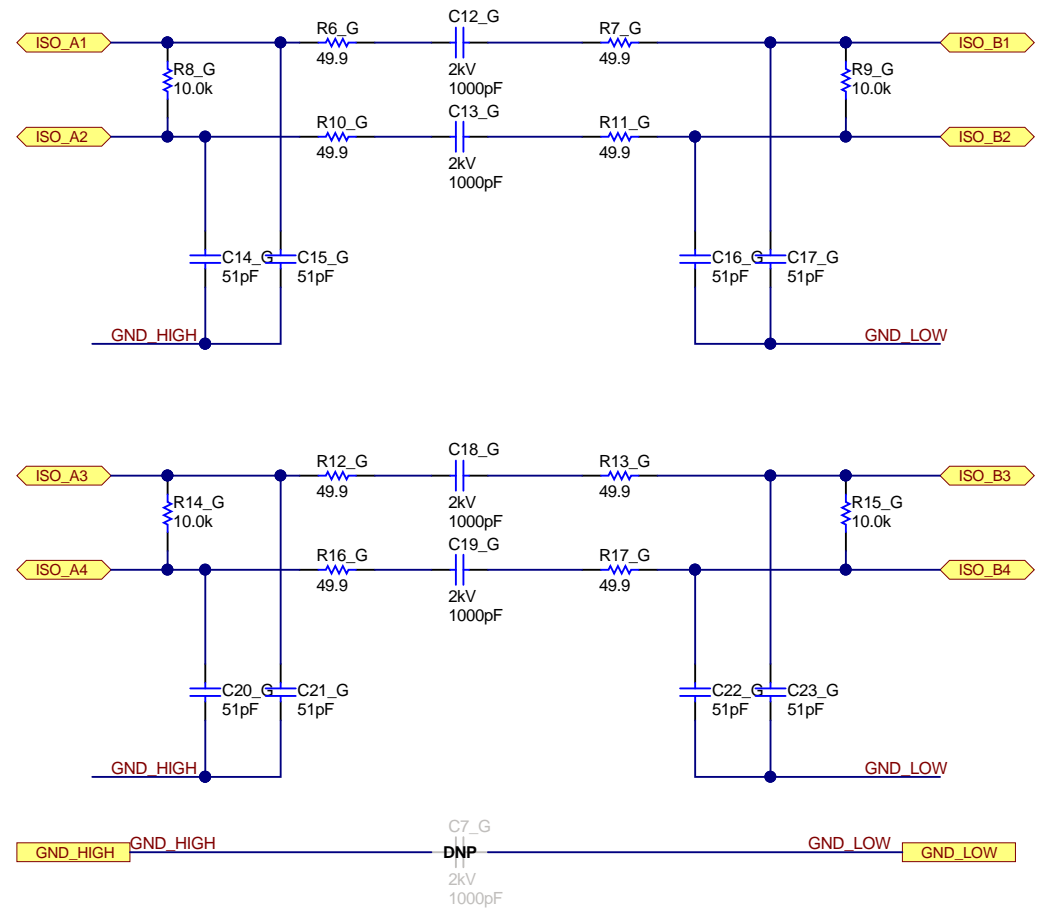 C12_G
R6_G
R7_G
ISO_A1
ISO_B1
49.9
2kV
49.9
R8_G
R9_G
10.0k
1000pF
10.0k
C13_G
R10_G
R11_G
ISO_A2
ISO_B2
49.9
2kV
49.9
1000pF
C14_G
C15_G
C16_G
C17_G
51pF
51pF
51pF
51pF
GND_HIGH
GND_LOW
C18_G
R12_G
R13_G
ISO_A3
ISO_B3
49.9
2kV
49.9
R14_G
R15_G
10.0k
1000pF
10.0k
C19_G
R16_G
R17_G
ISO_A4
ISO_B4
49.9
2kV
49.9
1000pF
C20_G
C21_G
C22_G
C23_G
51pF
51pF
51pF
51pF
GND_HIGH
GND_LOW
C7_G
GND_HIGH
GND_HIGH
DNP
GND_LOW
GND_LOW
2kV
1000pF